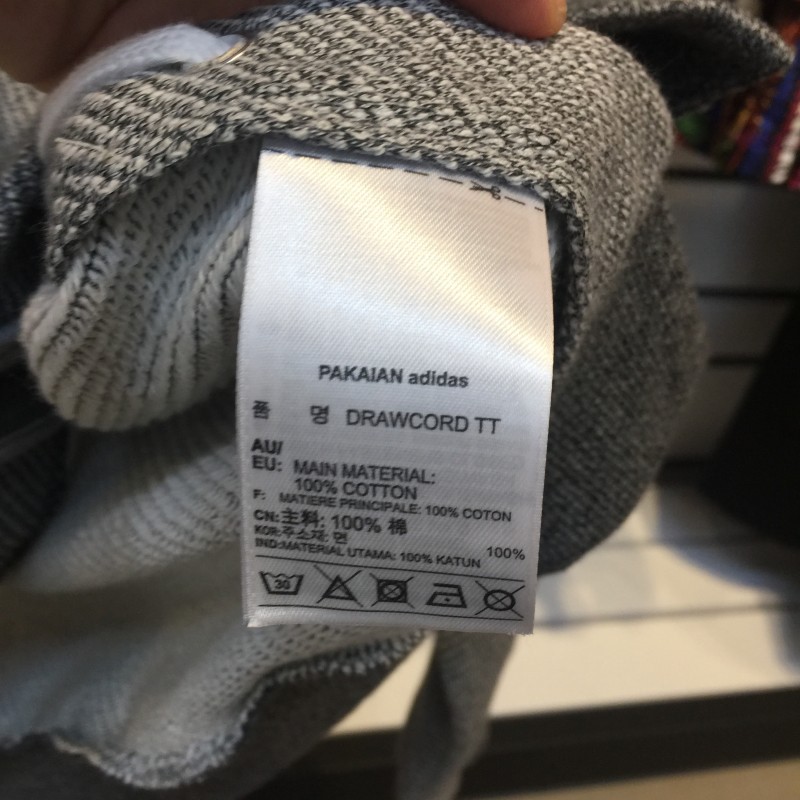 PAKAIAN adidas
품 명 DRAWCORD TT
AU/
EU: MAIN MATERIAL:
100% COTTON
F: MATIERE PRINCIPALE: 100% COTON
CN:主料: 100% 棉
KOR:주소재: 면 100%
IND:MATERIAL UTAMA: 100% KATUN
30